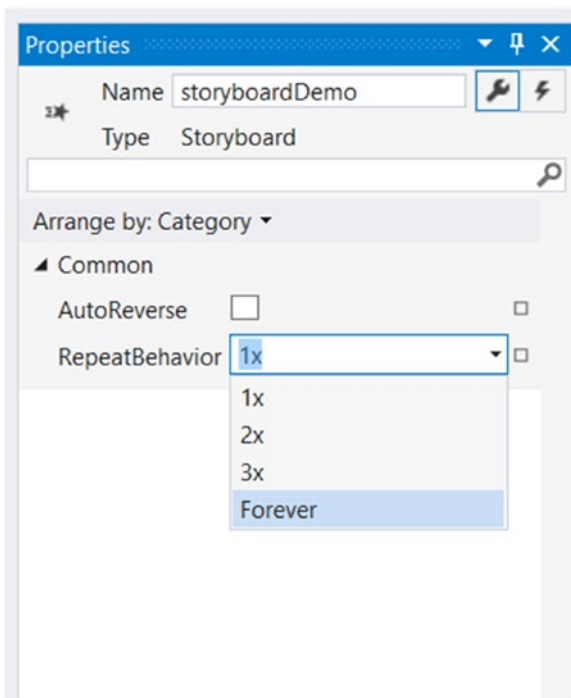 Properties
Name storyboardDemo
Type Storyboard
Arrange by: Category
Common
AutoReverse
RepeatBehavior 1x
1x
2x
3x
Forever